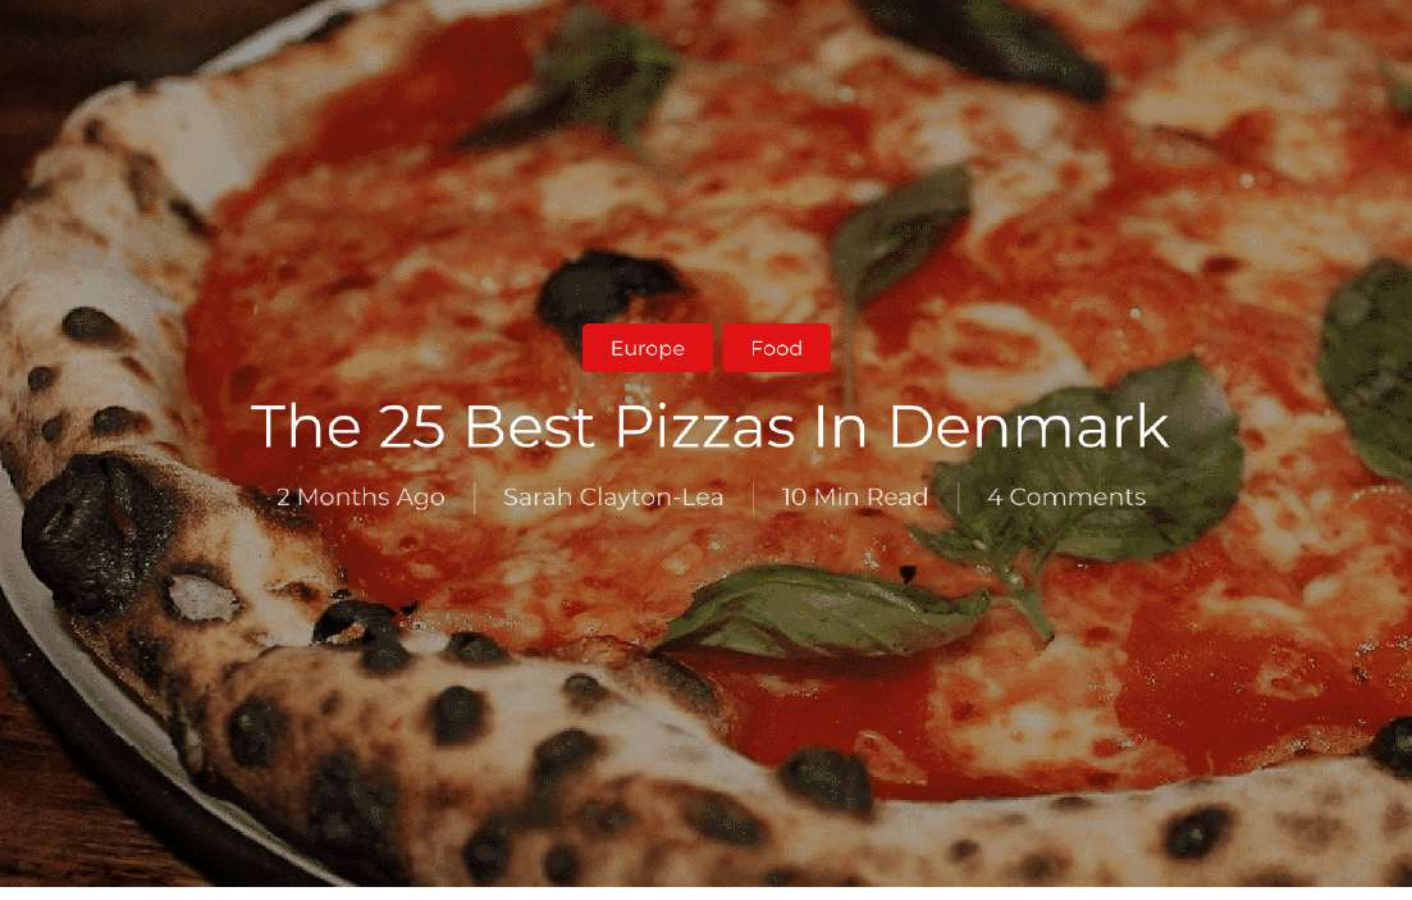 Europe Food
The 25 Best Pizzas In Denmark
2 Months Ago Sarah Clayton-Lea 10 Min Read 4 Comments